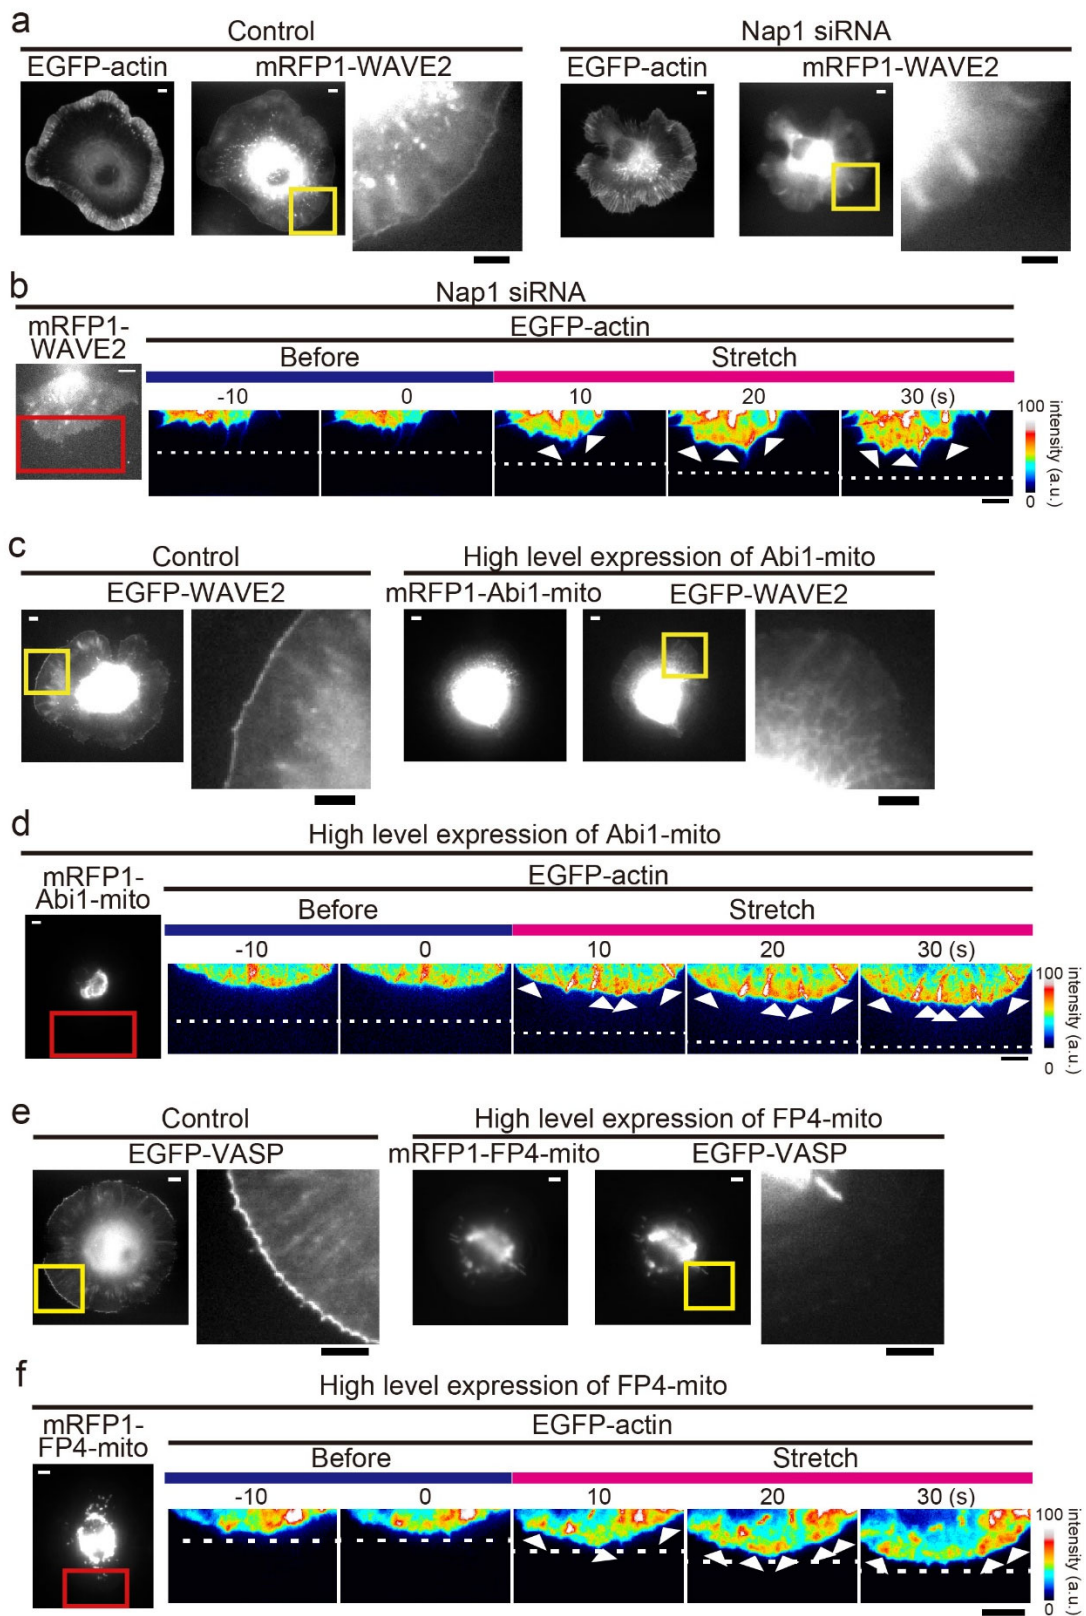 a
Control
Nap1 siRNA
EGFP-actin
mRFP1-WAVE2
EGFP-actin
mRFP1-WAVE2
b
Nap1 siRNA
mRFP1-
WAVE2
EGFP-actin
Before
Stretch
-10
0
10
20
30 (s)
100
0
intensity (a.u.)
c
Control
High level expression of Abi1-mito
EGFP-WAVE2
mRFP1-Abi1-mito
EGFP-WAVE2
d
High level expression of Abi1-mito
mRFP1-
Abi1-mito
EGFP-actin
Before
Stretch
-10
0
10
20
30 (s)
100
0
intensity (a.u.)
e
Control
High level expression of FP4-mito
EGFP-VASP
mRFP1-FP4-mito
EGFP-VASP
f
High level expression of FP4-mito
mRFP1-
FP4-mito
EGFP-actin
Before
Stretch
-10
0
10
20
30 (s)
100
0
intensity (a.u.)